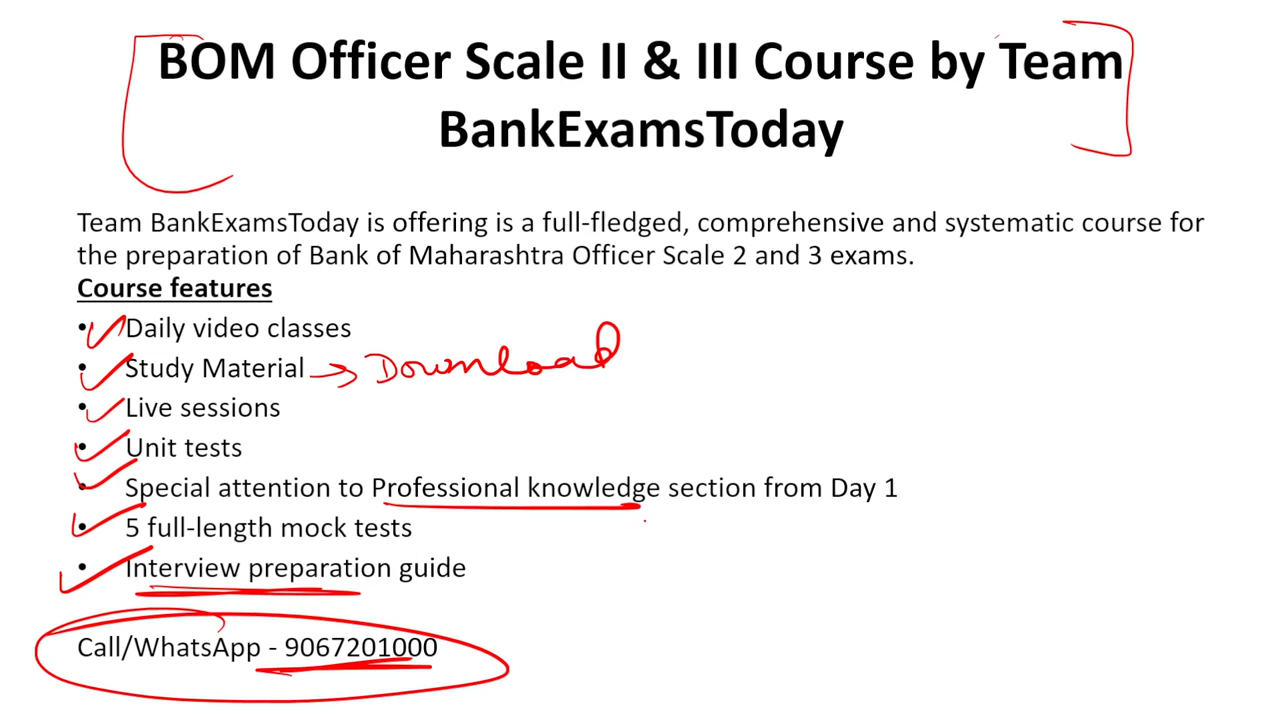 BOM Officer Scale II & III Course by Team
BankExamsToday
Team BankExamsToday is offering is a full-fledged, comprehensive and systematic course for
the preparation of Bank of Maharashtra Officer Scale 2 and 3 exams.
Course features
• Daily video classes
• Study Material → Download
• Live sessions
• Unit tests
• Special attention to Professional knowledge section from Day 1
• 5 full-length mock tests
• Interview preparation guide
Call/WhatsApp - 9067201000